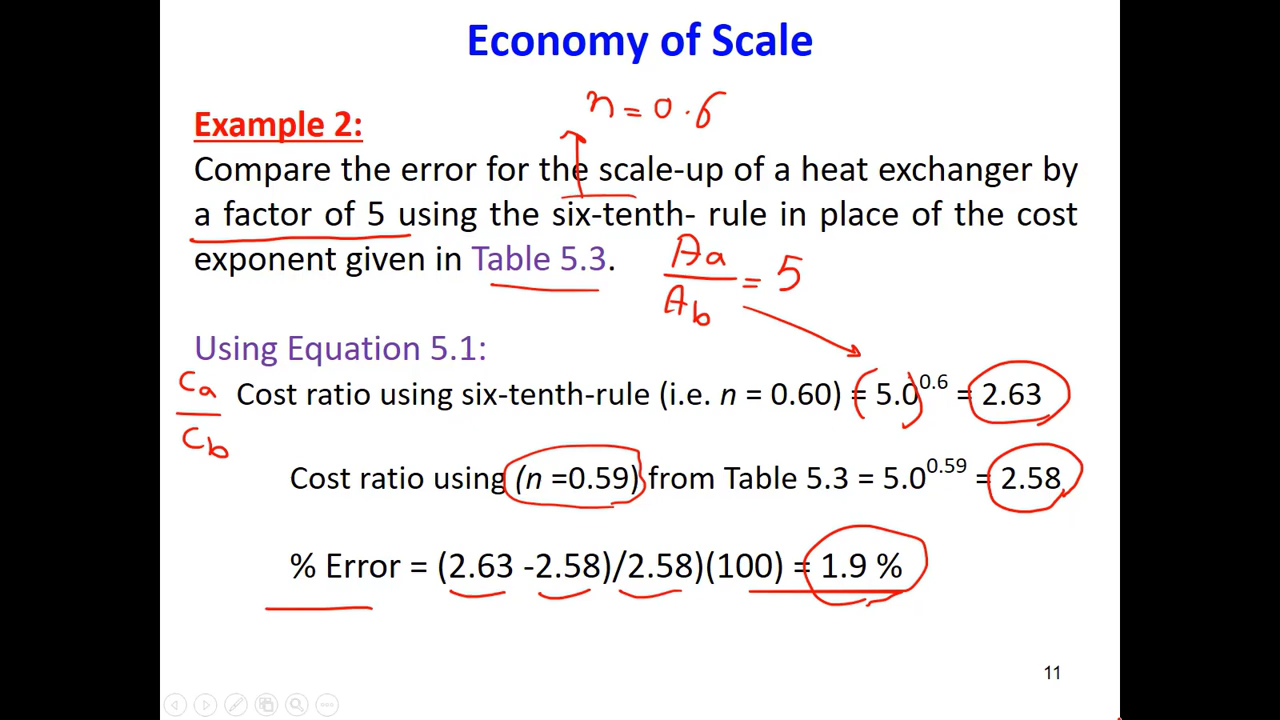 Economy of Scale
n = 0.6
Example 2:
Compare the error for the scale-up of a heat exchanger by
a factor of 5 using the six-tenth- rule in place of the cost
exponent given in Table 5.3.
Aa
Ab
= 5
Using Equation 5.1:
Ca
Cb
Cost ratio using six-tenth-rule (i.e. n = 0.60) = (5.0)^0.6 = 2.63
Cost ratio using (n =0.59) from Table 5.3 = 5.0^0.59 = 2.58
% Error = (2.63 -2.58)/2.58)(100) = 1.9 %
11